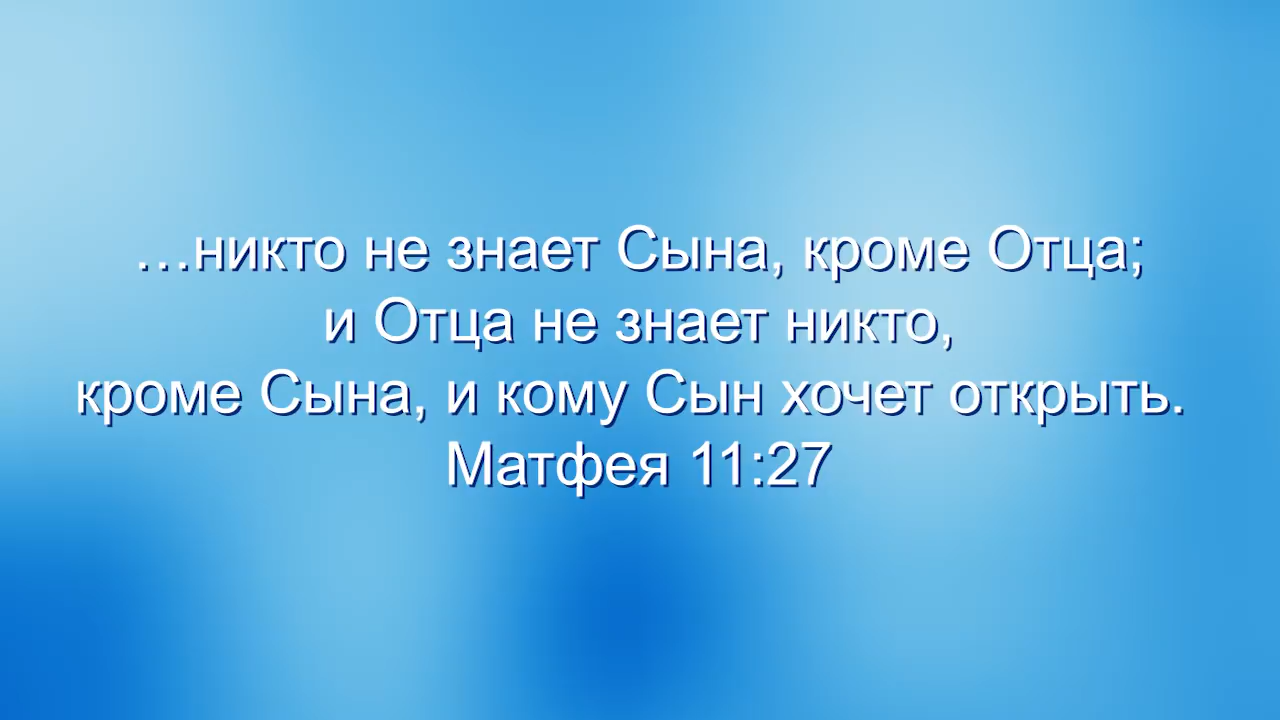 …никто не знает Сына, кроме Отца;
и Отца не знает никто,
кроме Сына, и кому Сын хочет открыть.
Матфея 11:27